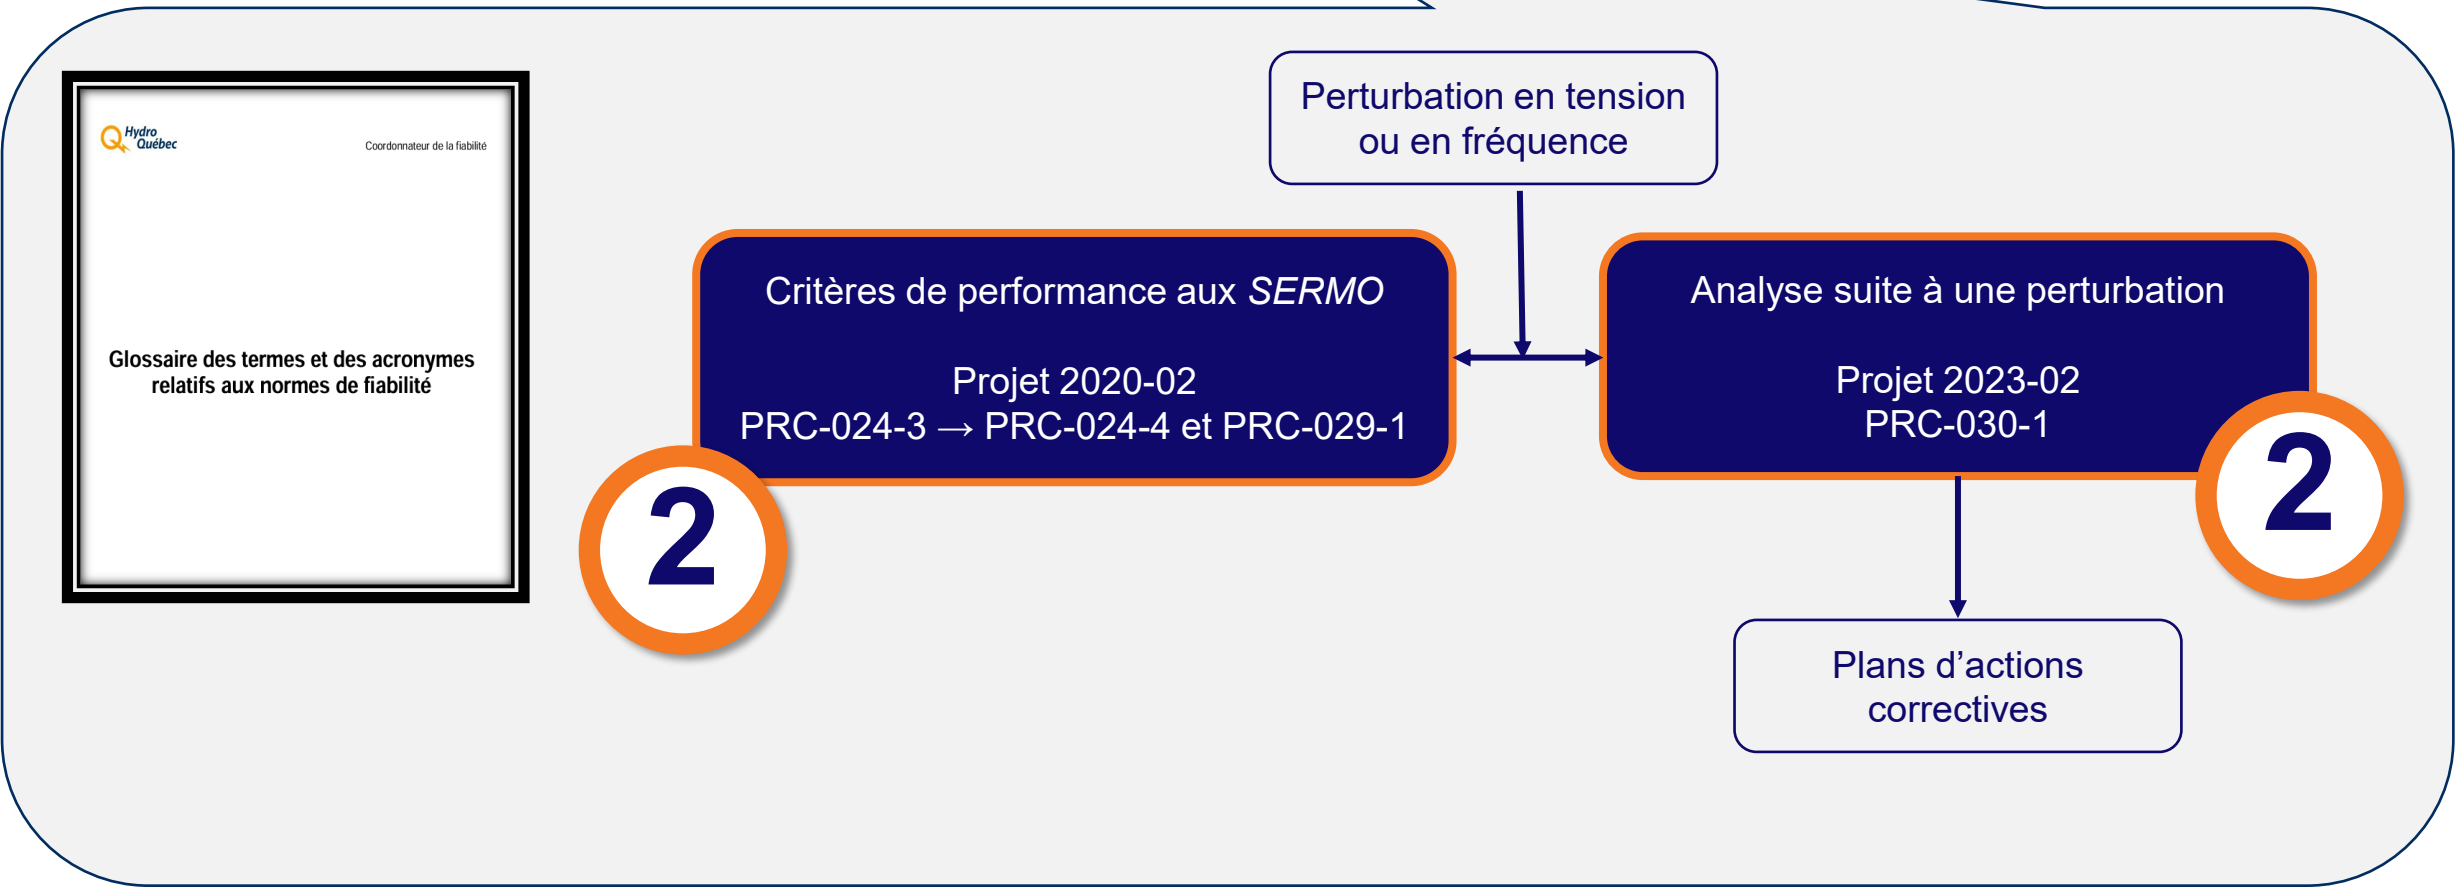 Hydro
Québec
Coordonnateur de la fiabilité
Glossaire des termes et des acronymes
relatifs aux normes de fiabilité
Perturbation en tension
ou en fréquence
Critères de performance aux SERMO
Projet 2020-02
PRC-024-3 → PRC-024-4 et PRC-029-1
2
Analyse suite à une perturbation
Projet 2023-02
PRC-030-1
2
Plans d’actions
correctives